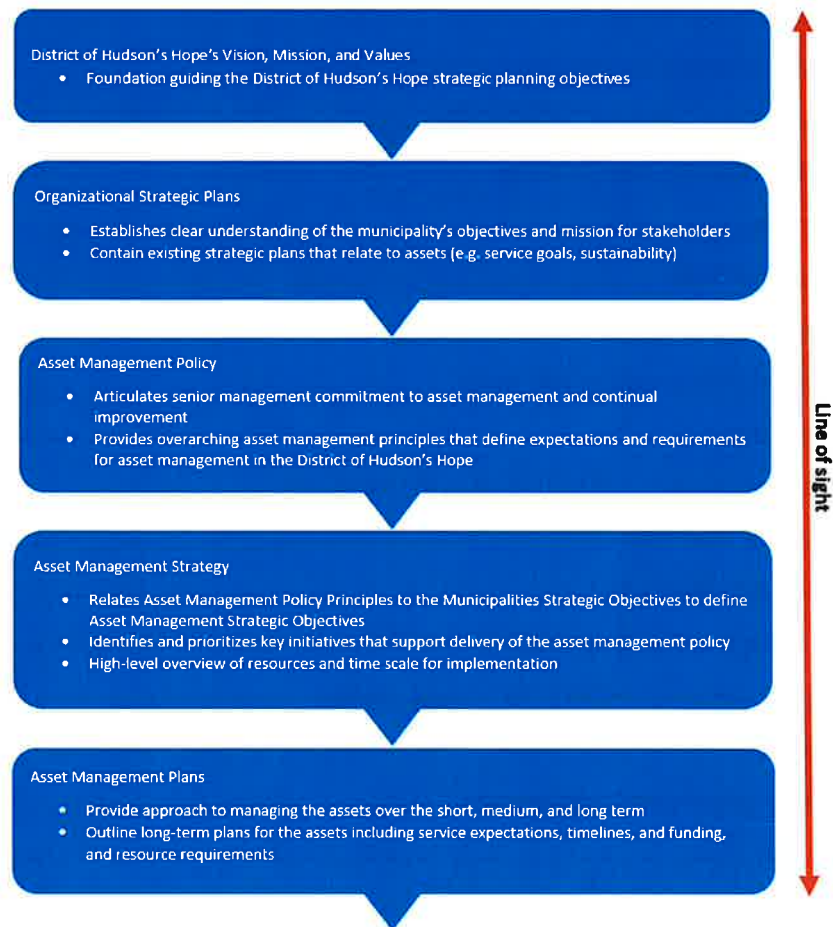 District of Hudson's Hope's Vision, Mission, and Values
• Foundation guiding the District of Hudson's Hope strategic planning objectives
Organizational Strategic Plans
• Establishes clear understanding of the municipality's objectives and mission for stakeholders
• Contain existing strategic plans that relate to assets (e.g. service goals, sustainability)
Asset Management Policy
• Articulates senior management commitment to asset management and continual
improvement
• Provides overarching asset management principles that define expectations and requirements
for asset management in the District of Hudson's Hope
Line of sight
Asset Management Strategy
• Relates Asset Management Policy Principles to the Municipalities Strategic Objectives to define
Asset Management Strategic Objectives
• Identifies and prioritizes key initiatives that support delivery of the asset management policy
• High-level overview of resources and time scale for implementation
Asset Management Plans
• Provide approach to managing the assets over the short, medium, and long term
• Outline long-term plans for the assets including service expectations, timelines, and funding,
and resource requirements